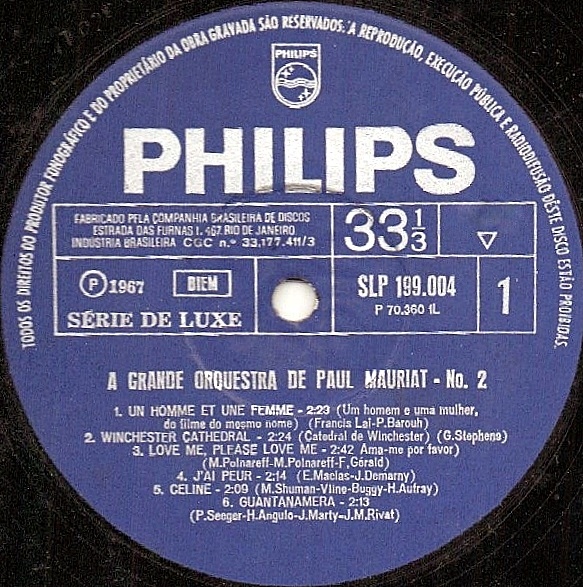 TODOS OS DIREITOS DO PRODUTOR FONOGRÁFICO E DO PROPRIETÁRIO DA OBRA GRAVADA SÃO RESERVADOS. A REPRODUÇÃO, EXECUÇÃO PÚBLICA E RADIODIFUSÃO DÊSTE DISCO ESTÃO PROIBIDAS.
PHILIPS
PHILIPS
FABRICADO PELA COMPANHIA BRASILEIRA DE DISCOS
ESTRADA DAS FURNAS 1.467, RIO DE JANEIRO
INDÚSTRIA BRASILEIRA CGC n.º 33,177.411/3
33 1/3
Ⓟ 1967 BIEM
SÉRIE DE LUXE
SLP 199.004
P 70.360 1L
1
A GRANDE ORQUESTRA DE PAUL MAURIAT - No. 2
1. UN HOMME ET UNE FEMME - 2:23 (Um homem e uma mulher,
do filme do mesmo nome) (Francis Lai-P.Barouh)
2. WINCHESTER CATHEDRAL - 2:24 (Catedral de Winchester) (G.Stephens)
3. LOVE ME, PLEASE LOVE ME - 2:42 Ama-me por favor)
(M.Polnareff-M.Polnareff-F.Gérald)
4. J'AI PEUR - 2:14 (E.Macias-J.Demarny)
5. CELINE - 2:09 (M.Shuman-Vline-Buggy-H.Aufray)
6. GUANTANAMERA - 2:13
(P.Seeger-H.Angulo-J.Marty-J.M.Rivat)